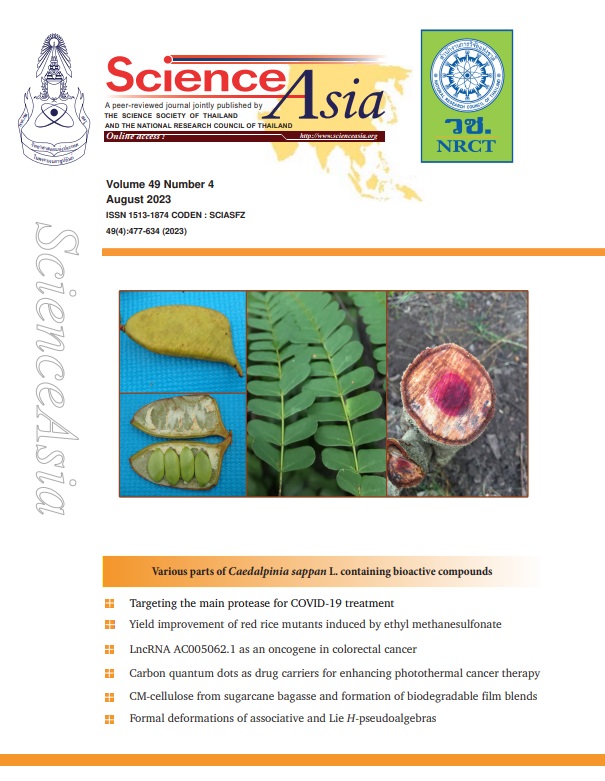 ScienceAsia
A peer-reviewed journal jointly published by
THE SCIENCE SOCIETY OF THAILAND
AND THE NATIONAL RESEARCH COUNCIL OF THAILAND
Online access : http://www.scienceasia.org
วช.
NRCT
NATIONAL RESEARCH COUNCIL OF THAILAND
Volume 49 Number 4
August 2023
ISSN 1513-1874 CODEN : SCIASFZ
49(4):477-634 (2023)
ScienceAsia
Various parts of Caedalpinia sappan L. containing bioactive compounds
Targeting the main protease for COVID-19 treatment
Yield improvement of red rice mutants induced by ethyl methanesulfonate
LncRNA AC005062.1 as an oncogene in colorectal cancer
Carbon quantum dots as drug carriers for enhancing photothermal cancer therapy
CM-cellulose from sugarcane bagasse and formation of biodegradable film blends
Formal deformations of associative and Lie H-pseudoalgebras